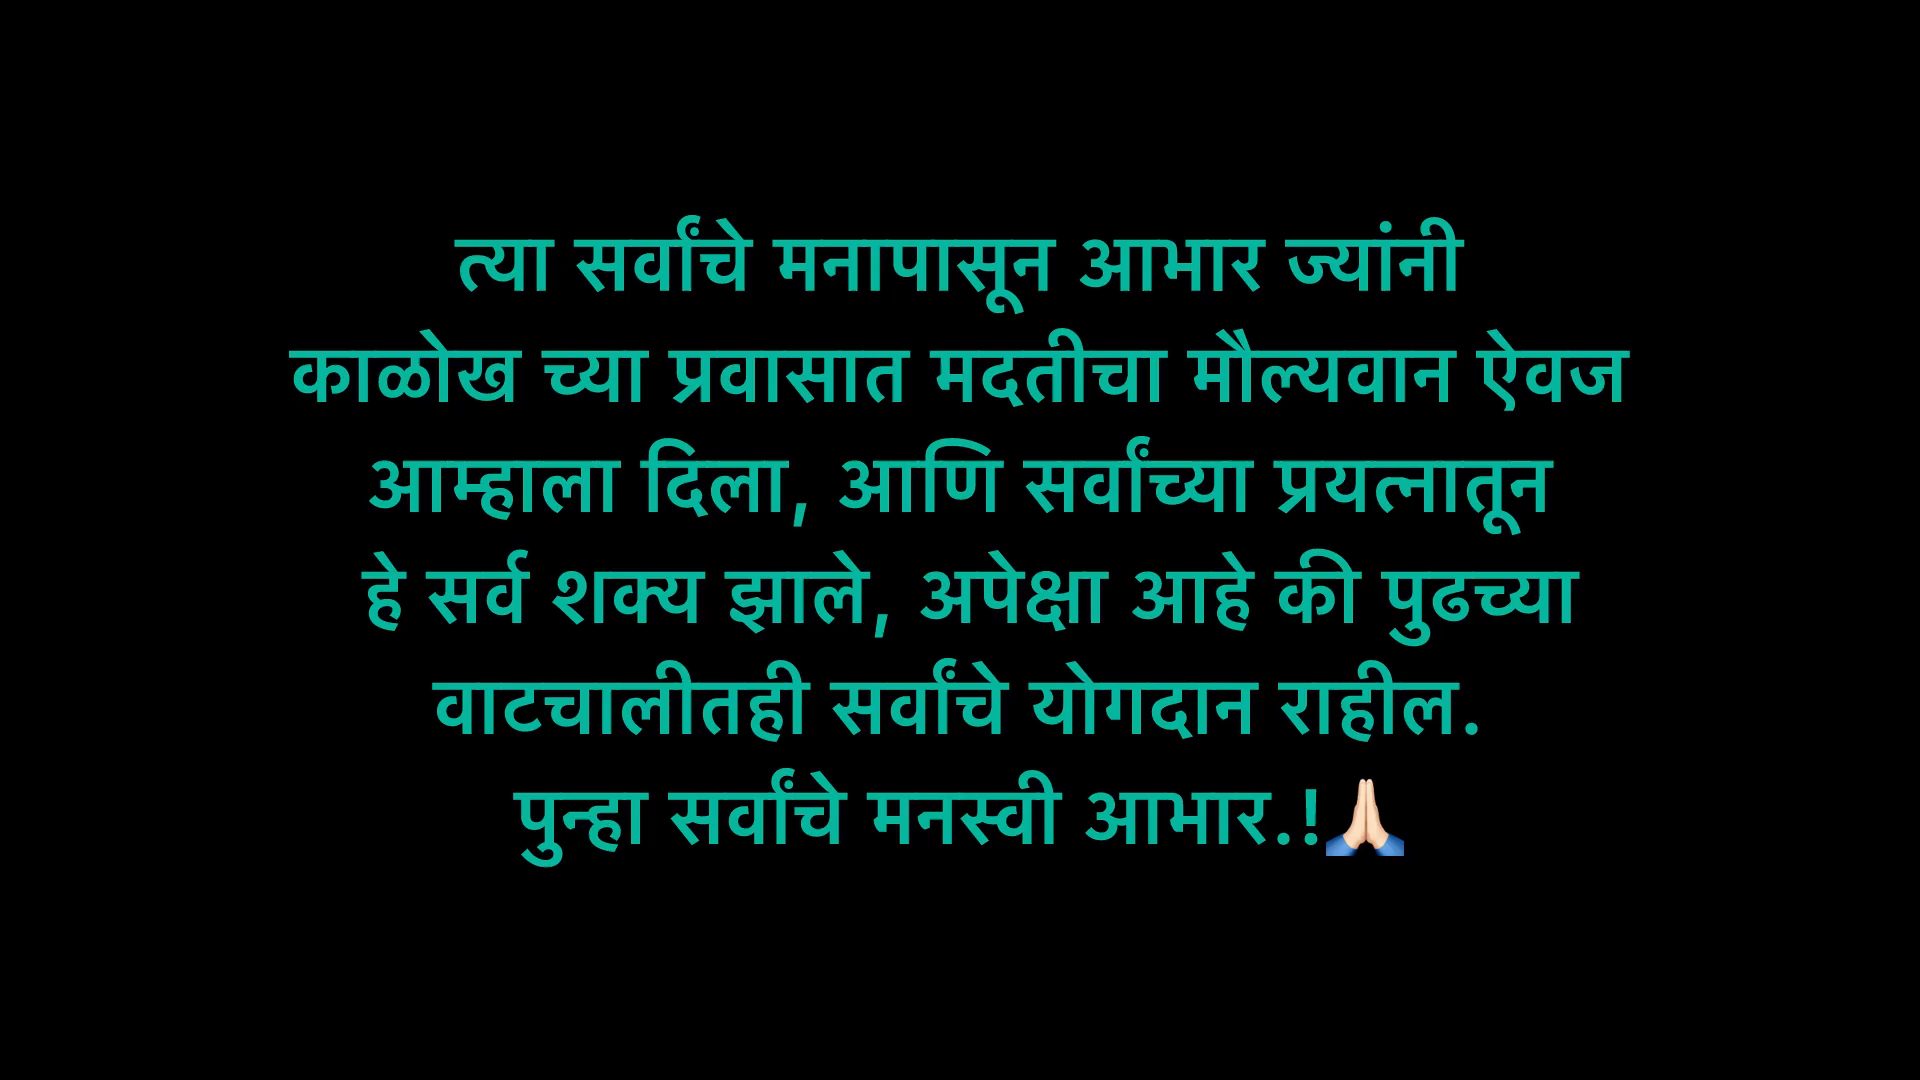 त्या सर्वांचे मनापासून आभार ज्यांनी
काळोख च्या प्रवासात मदतीचा मौल्यवान ऐवज
आम्हाला दिला, आणि सर्वांच्या प्रयत्नातून
हे सर्व शक्य झाले, अपेक्षा आहे की पुढच्या
वाटचालीतही सर्वांचे योगदान राहील.
पुन्हा सर्वांचे मनस्वी आभार.!🙏🏻